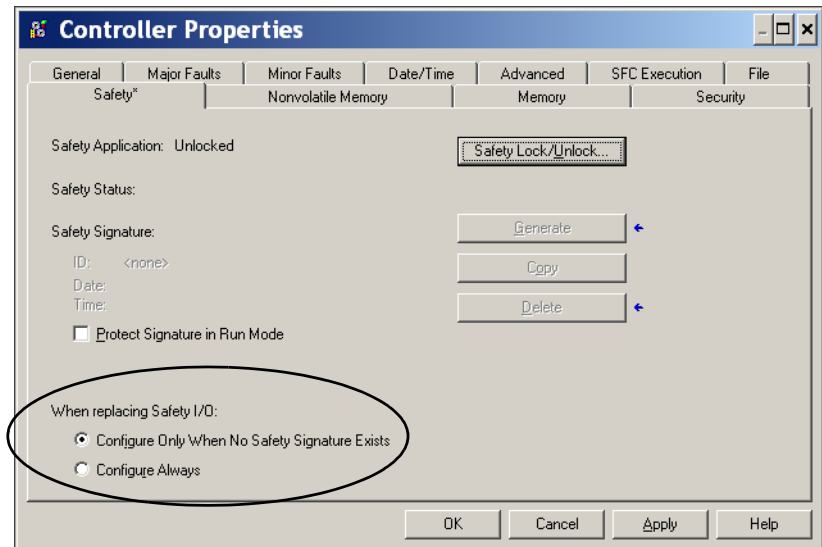 Controller Properties
General Major Faults Minor Faults Date/Time Advanced SFC Execution File
Safety* Nonvolatile Memory Memory Security
Safety Application: Unlocked Safety Lock/Unlock...
Safety Status:
Safety Signature: Generate
ID: <none> Copy
Date:
Time: Delete
Protect Signature in Run Mode
When replacing Safety I/O:
Configure Only When No Safety Signature Exists
Configure Always
OK Cancel Apply Help